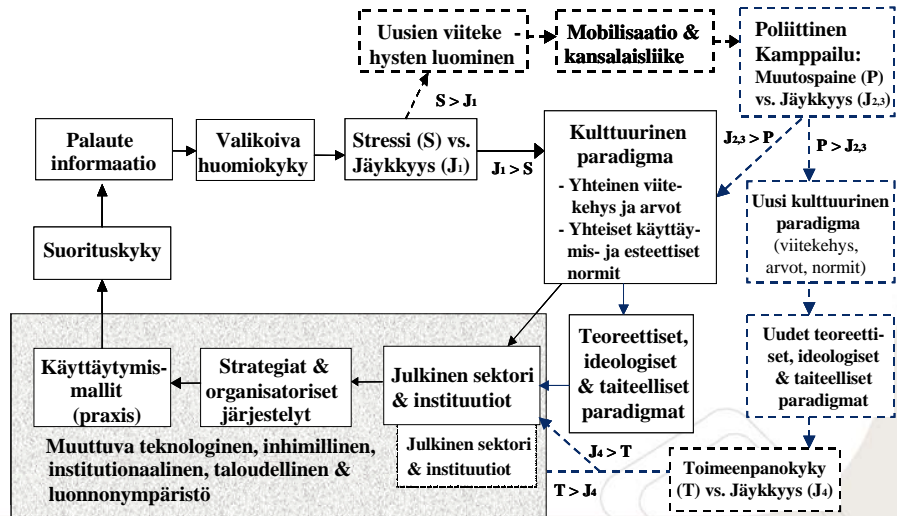 Uusien viiteke -
hysten luominen
Mobilisaatio &
kansalaisliike
Poliittinen
Kamppailu:
Muutospaine (P)
vs. Jäykkyys (J2,3)
S > J1
Palaute
informaatio
Valikoiva
huomiokyky
Stressi (S) vs.
Jäykkyys (J1)
J1 > S
Kulttuurinen
paradigma
- Yhteinen viite-
kehys ja arvot
- Yhteiset käyttäy-
mis- ja esteettiset
normit
J2,3 > P
P > J2,3
Uusi kulttuurinen
paradigma
(viitekehys,
arvot, normit)
Suorituskyky
Teoreettiset,
ideologiset
& taiteelliset
paradigmat
Uudet teoreetti-
set, ideologiset
& taiteelliset
paradigmat
Käyttäytymis-
mallit
(praxis)
Strategiat &
organisatoriset
järjestelyt
Julkinen sektori
& instituutiot
Julkinen sektori
& instituutiot
Muuttuva teknologinen, inhimillinen,
institutionaalinen, taloudellinen &
luonnonympäristö
J4 > T
T > J4
Toimeenpanokyky
(T) vs. Jäykkyys (J4)